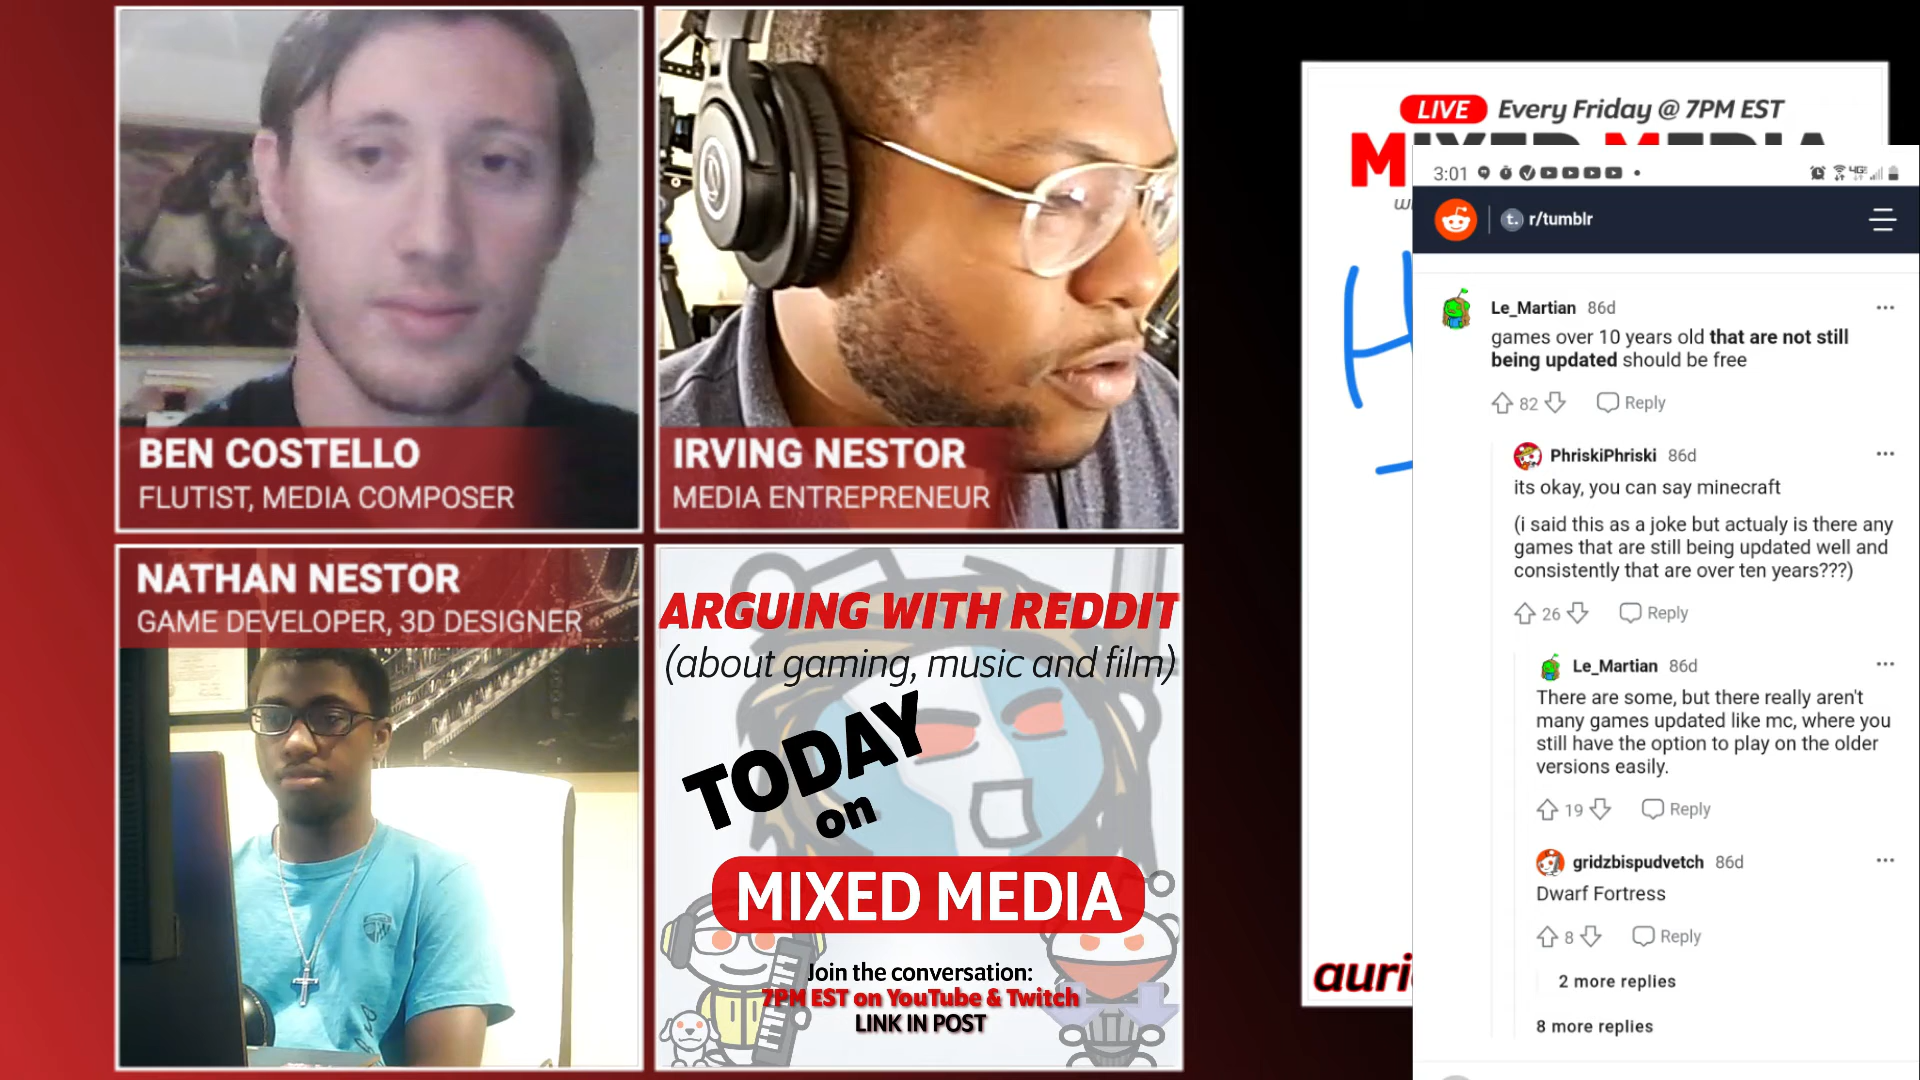 BEN COSTELLO
FLUTIST, MEDIA COMPOSER
IRVING NESTOR
MEDIA ENTREPRENEUR
NATHAN NESTOR
GAME DEVELOPER, 3D DESIGNER
ARGUING WITH REDDIT
(about gaming, music and film)
TODAY
on
MIXED MEDIA
Join the conversation:
7PM EST on YouTube & Twitch
LINK IN POST
LIVE Every Friday @ 7PM EST
MIXED MEDIA
auri
3:01
r/tumblr
Le_Martian 86d
games over 10 years old that are not still
being updated should be free
82 Reply
PhriskiPhriski 86d
its okay, you can say minecraft
(i said this as a joke but actualy is there any
games that are still being updated well and
consistently that are over ten years???)
26 Reply
Le_Martian 86d
There are some, but there really aren't
many games updated like mc, where you
still have the option to play on the older
versions easily.
19 Reply
gridzbispudvetch 86d
Dwarf Fortress
8 Reply
2 more replies
8 more replies